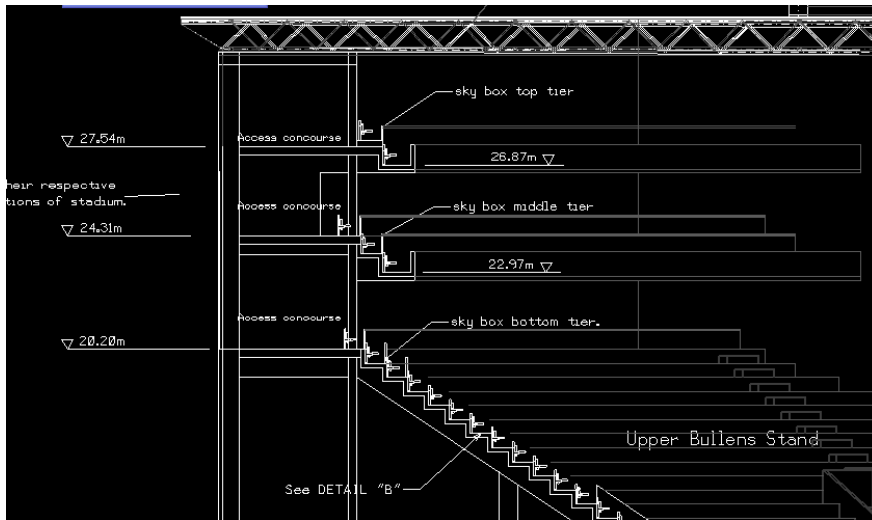 sky box top tier
Access concourse
27.54m
26.87m
heir respective
tions of stadium.
Access concourse
sky box middle tier
24.31m
22.97m
Access concourse
sky box bottom tier.
20.20m
Upper Bullens Stand
See DETAIL "B"